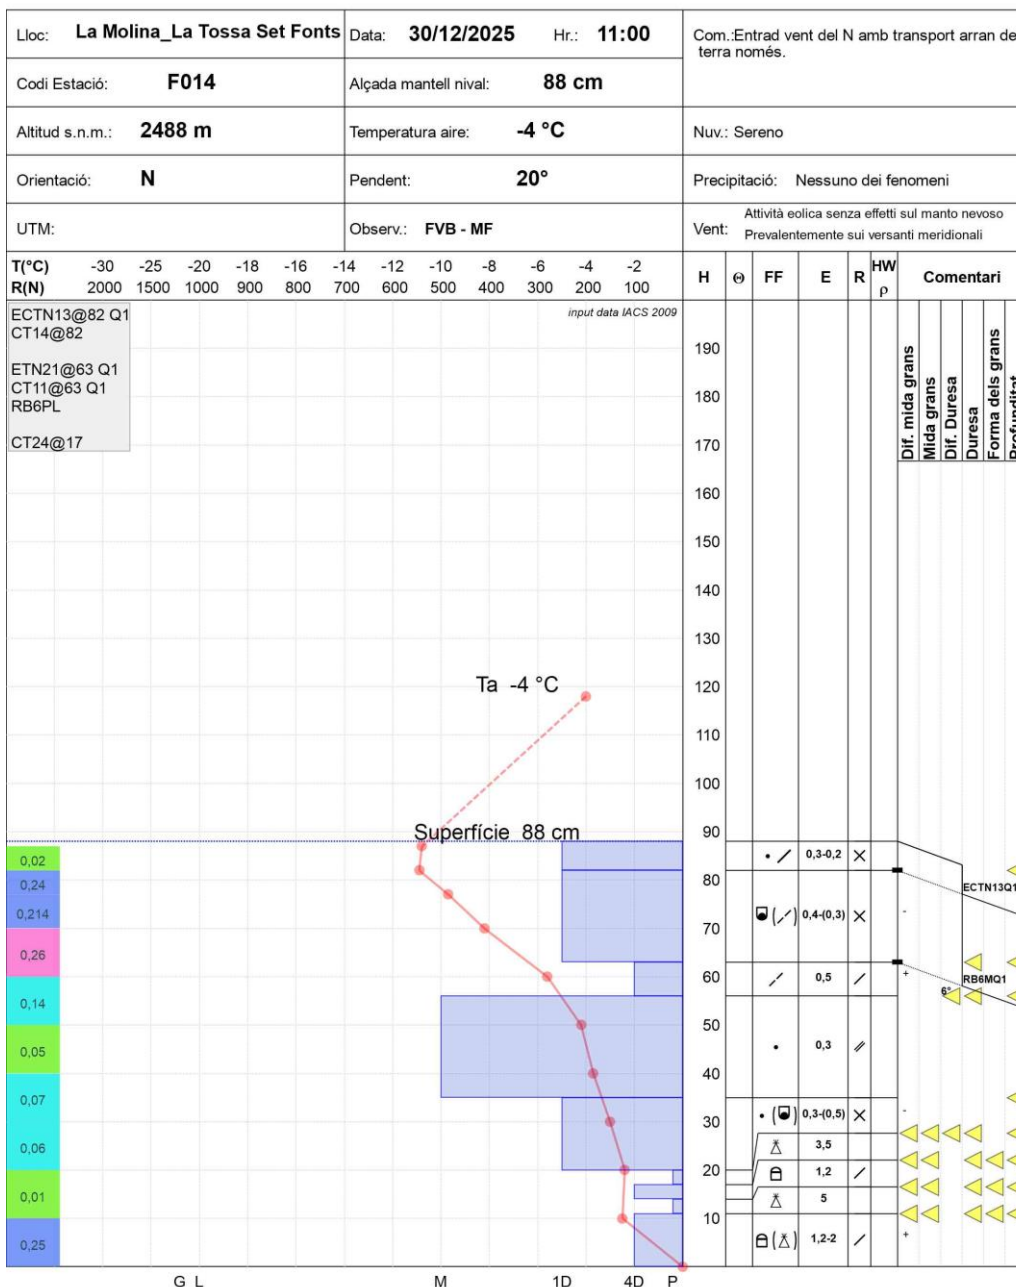 Lloc: La Molina_La Tossa Set Fonts Data: 30/12/2025 Hr.: 11:00 Com.:Entrad vent del N amb transport arran de
terra només.
Codi Estació: F014 Alçada mantell nival: 88 cm
Altitud s.n.m.: 2488 m Temperatura aire: -4 °C Nuv.: Sereno
Orientació: N Pendent: 20° Precipitació: Nessuno dei fenomeni
UTM: Observ.: FVB - MF Vent: Attività eolica senza effetti sul manto nevoso
Prevalentemente sui versanti meridionali
T(°C) -30 -25 -20 -18 -16 -14 -12 -10 -8 -6 -4 -2
R(N) 2000 1500 1000 900 800 700 600 500 400 300 200 100
H Θ FF E R HW ρ Comentari
ECTN13@82 Q1
CT14@82
ETN21@63 Q1
CT11@63 Q1
RB6PL
CT24@17
input data IACS 2009
Dif. mida grans
Mida grans
Dif. Duresa
Duresa
Forma dels grans
Profunditat
190
180
170
160
150
140
130
Ta -4 °C
120
110
100
Superfície 88 cm
90
0,02 0,3-0,2
80
0,24 ECTN13Q1
0,214 0,4-(0,3) -
70
0,26
60 0,5 + RB6MQ1
0,14 6°
50
0,05 0,3
40
0,07
30 0,3-(0,5) -
0,06 3,5
20 1,2
0,01 5
10
0,25 1,2-2 +
G L M 1D 4D P